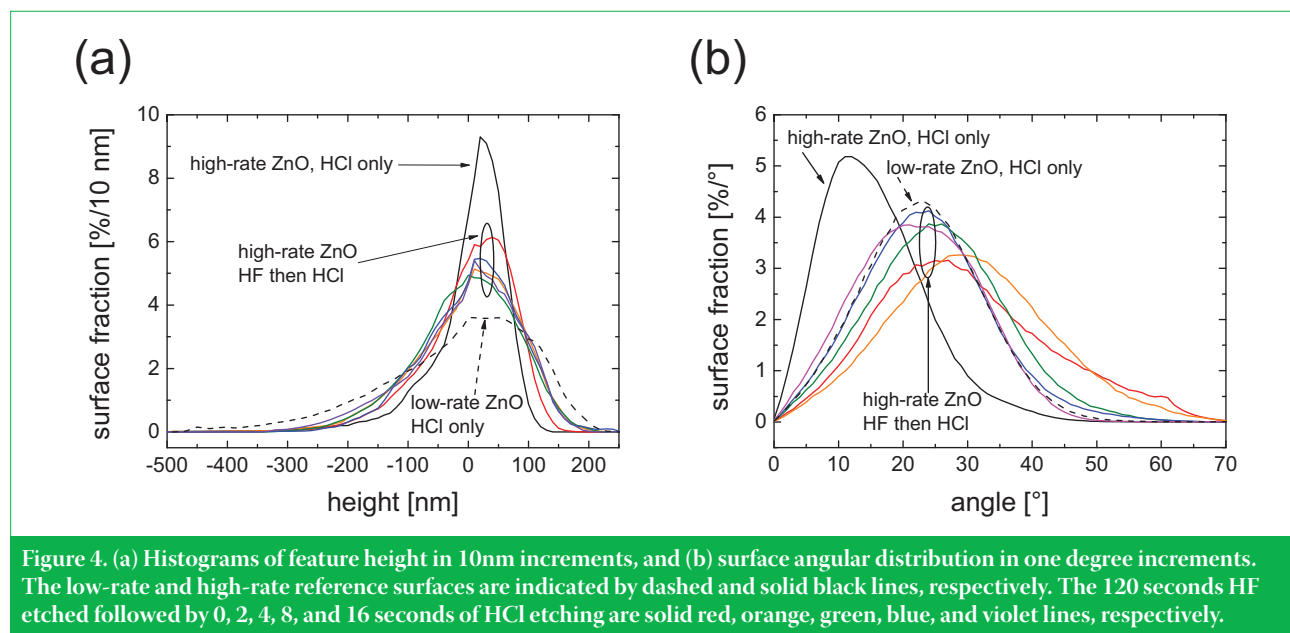 (a)
(b)
surface fraction [%/10 nm]
10
8
6
4
2
0
high-rate ZnO, HCl only
high-rate ZnO
HF then HCl
low-rate ZnO
HCl only
-500 -400 -300 -200 -100 0 100 200
height [nm]
surface fraction [%/°]
6
5
4
3
2
1
0
high-rate ZnO, HCl only
low-rate ZnO, HCl only
high-rate ZnO
HF then HCl
0 10 20 30 40 50 60 70
angle [°]
Figure 4. (a) Histograms of feature height in 10nm increments, and (b) surface angular distribution in one degree increments.
The low-rate and high-rate reference surfaces are indicated by dashed and solid black lines, respectively. The 120 seconds HF
etched followed by 0, 2, 4, 8, and 16 seconds of HCl etching are solid red, orange, green, blue, and violet lines, respectively.